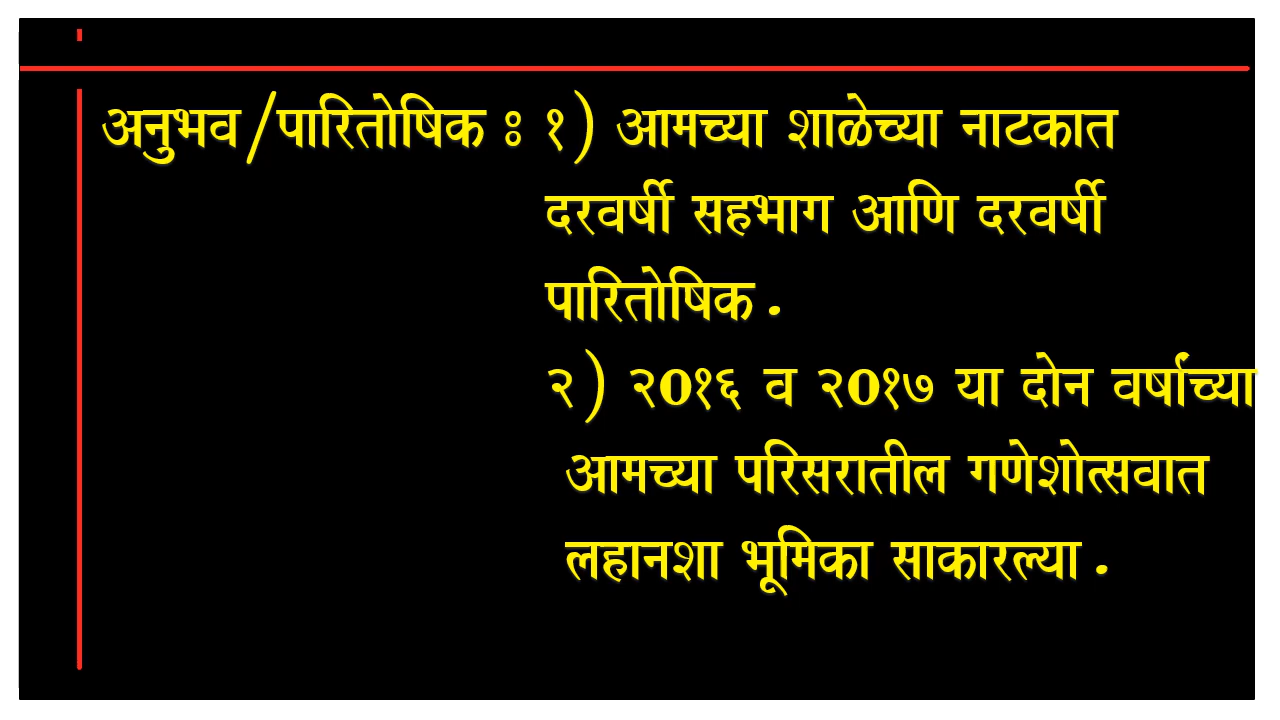 अनुभव/पारितोषिक ः १) आमच्या शाळेच्या नाटकात
दरवर्षी सहभाग आणि दरवर्षी
पारितोषिक.
२) २०१६ व २०१७ या दोन वर्षाच्या
आमच्या परिसरातील गणेशोत्सवात
लहानशा भूमिका साकारल्या.